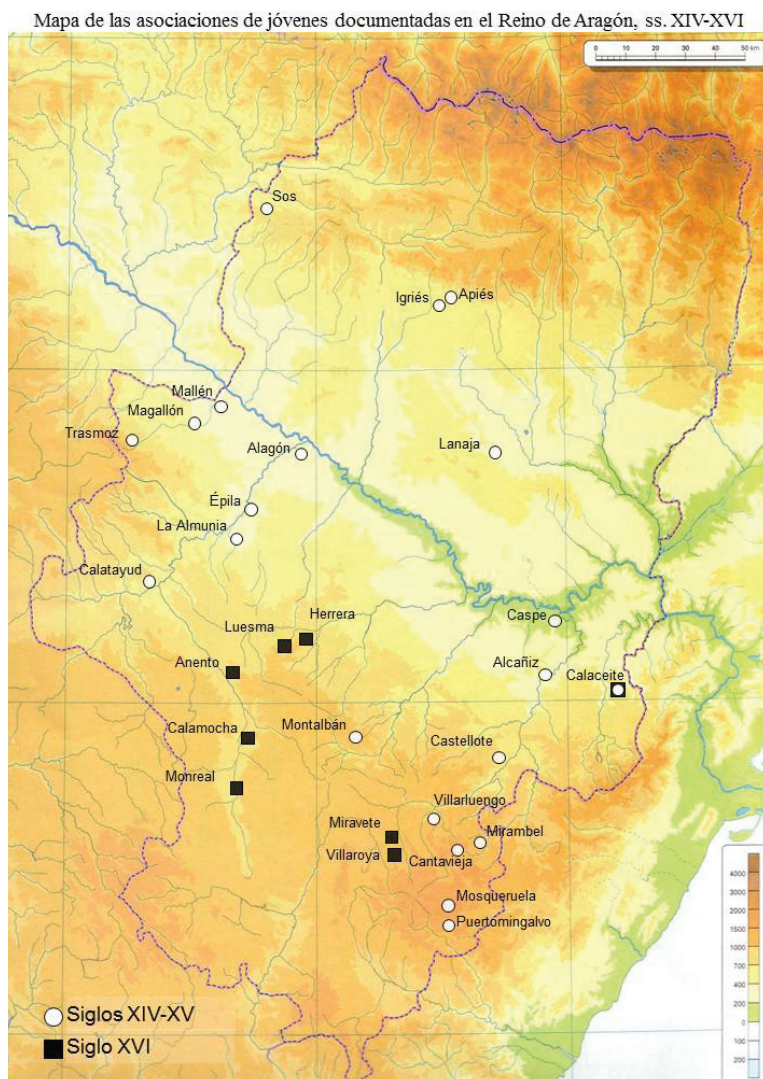 Mapa de las asociaciones de jóvenes documentadas en el Reino de Aragón, ss. XIV-XVI
0 10 20 30 40 50 km
Sos
Igriés
Apiés
Mallén
Magallón
Trasmoz
Alagón
Lanaja
Épila
La Almunia
Calatayud
Caspe
Luesma
Herrera
Anento
Alcañiz
Calaceite
Calamocha
Montalbán
Castellote
Monreal
Villarluengo
Miravete
Mirambel
Villaroya
Cantavieja
Mosqueruela
Puertomingalvo
4000
3000
2000
1500
1000
700
400
200
0
100
200
Siglos XIV-XV
Siglo XVI